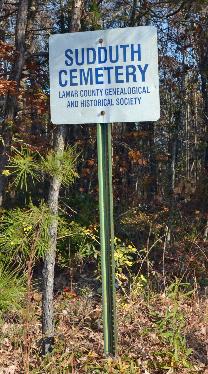 SUDDUTH
CEMETERY
LAMAR COUNTY GENEALOGICAL
AND HISTORICAL SOCIETY